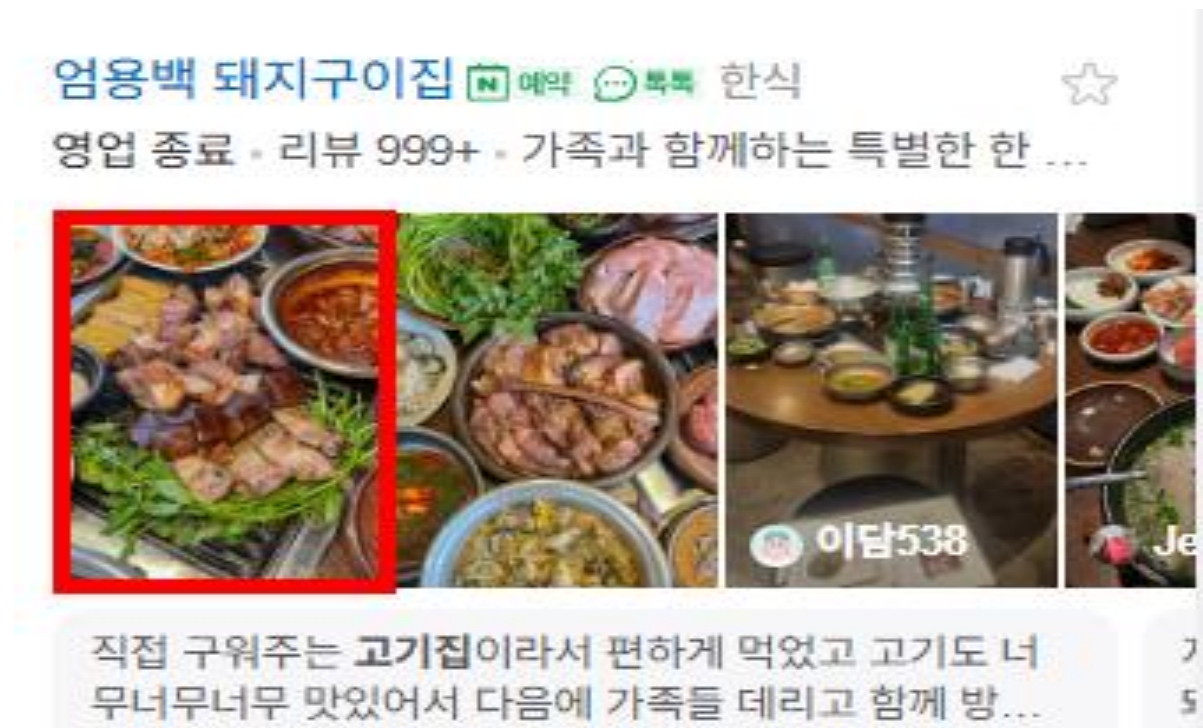 엄용백 돼지구이집 N 예약 톡톡 한식
영업 종료 · 리뷰 999+ · 가족과 함께하는 특별한 한 ...
이담538
Je
직접 구워주는 고기집이라서 편하게 먹었고 고기도 너
무너무너무 맛있어서 다음에 가족들 데리고 함께 방...